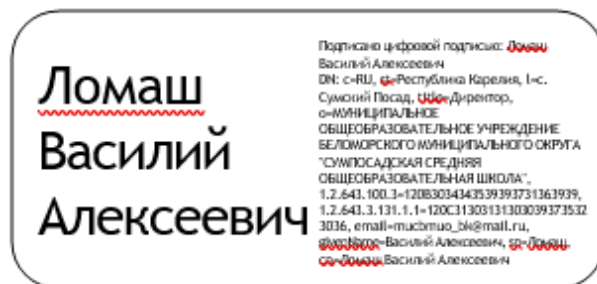 Ломаш
Василий
Алексеевич
Подписано цифровой подписью: Ломаш
Василий Алексеевич
DN: c=RU, st=Республика Карелия, l=с.
Сумский Посад, title=Директор,
o=МУНИЦИПАЛЬНОЕ
ОБЩЕОБРАЗОВАТЕЛЬНОЕ УЧРЕЖДЕНИЕ
БЕЛОМОРСКОГО МУНИЦИПАЛЬНОГО ОКРУГА
"СУМПОСАДСКАЯ СРЕДНЯЯ
ОБЩЕОБРАЗОВАТЕЛЬНАЯ ШКОЛА",
1.2.643.100.3=120B3034343539393731363939,
1.2.643.3.131.1.1=120C31303131303039373532
3036, email=mucbmuo_bk@mail.ru,
givenName=Василий Алексеевич, sn=Ломаш,
cn=Ломаш Василий Алексеевич